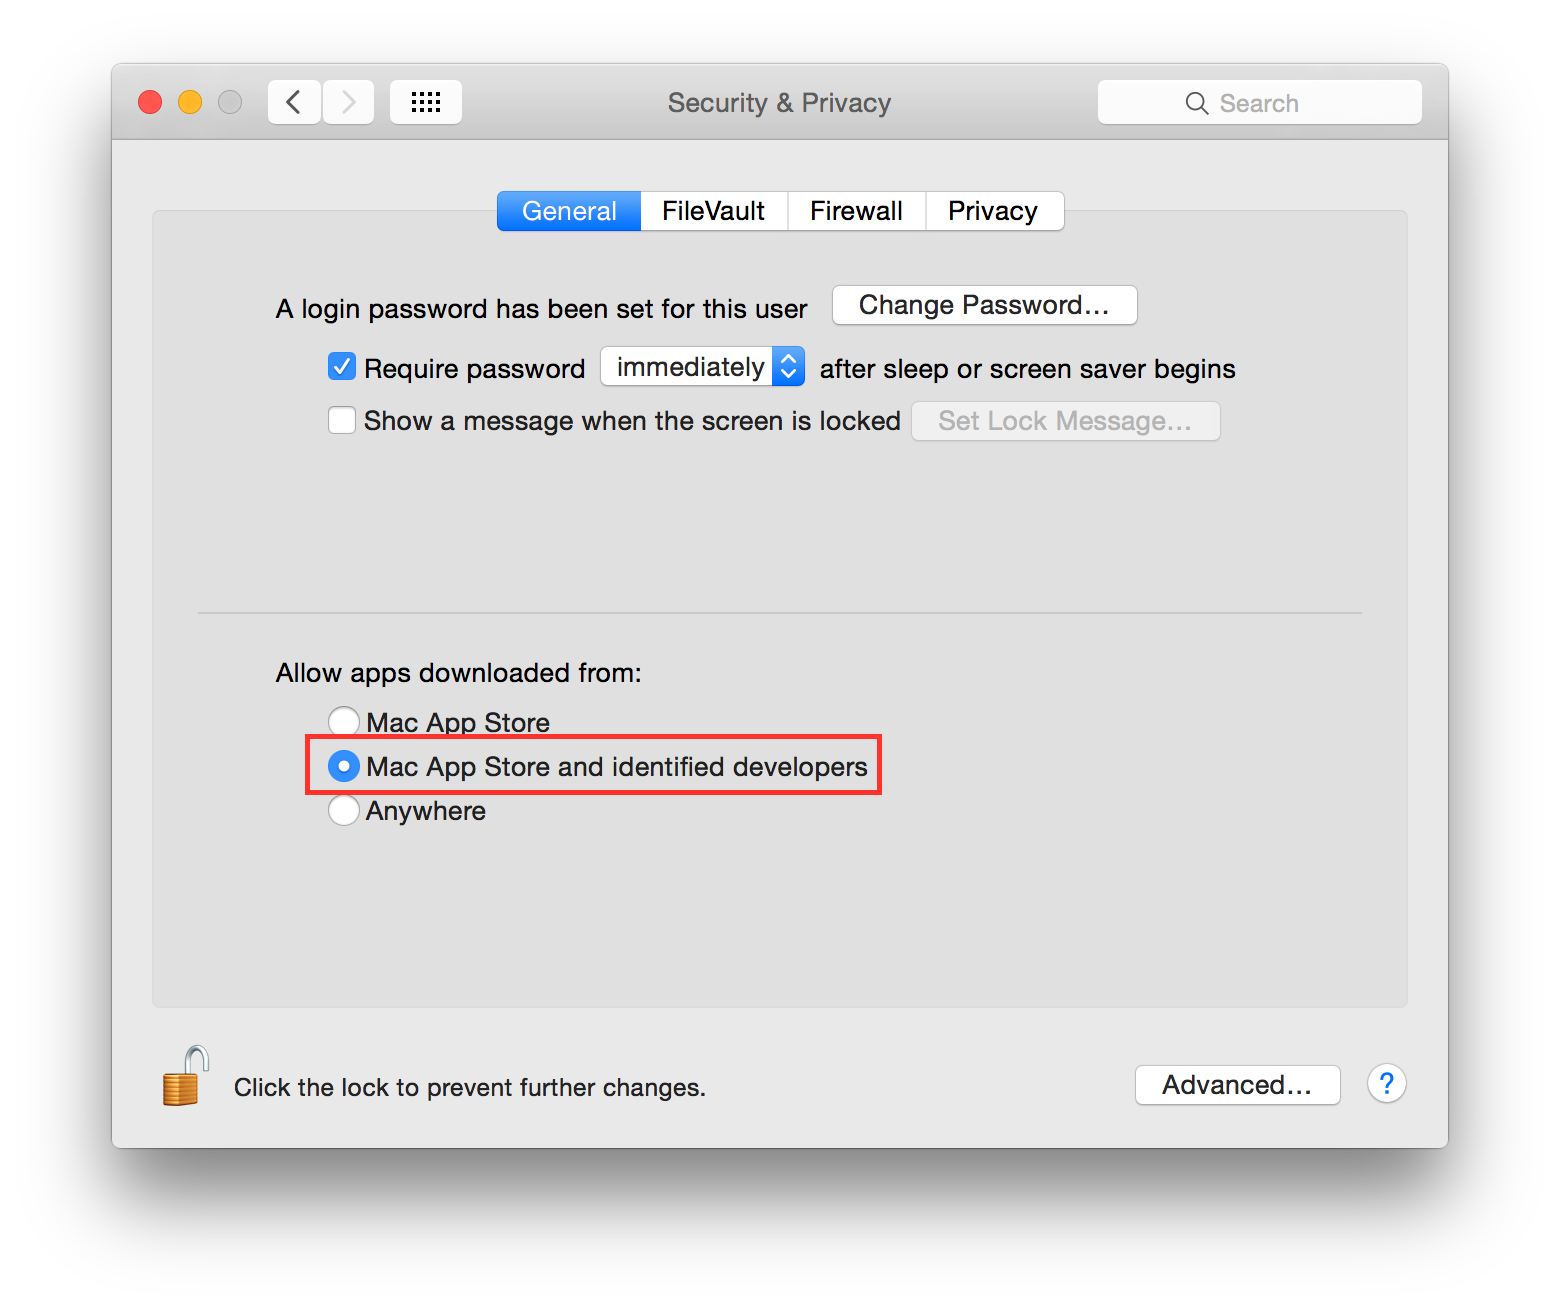 Security & Privacy
Search
General FileVault Firewall Privacy
A login password has been set for this user Change Password...
Require password immediately after sleep or screen saver begins
Show a message when the screen is locked Set Lock Message...
Allow apps downloaded from:
Mac App Store
Mac App Store and identified developers
Anywhere
Click the lock to prevent further changes.
Advanced...
?